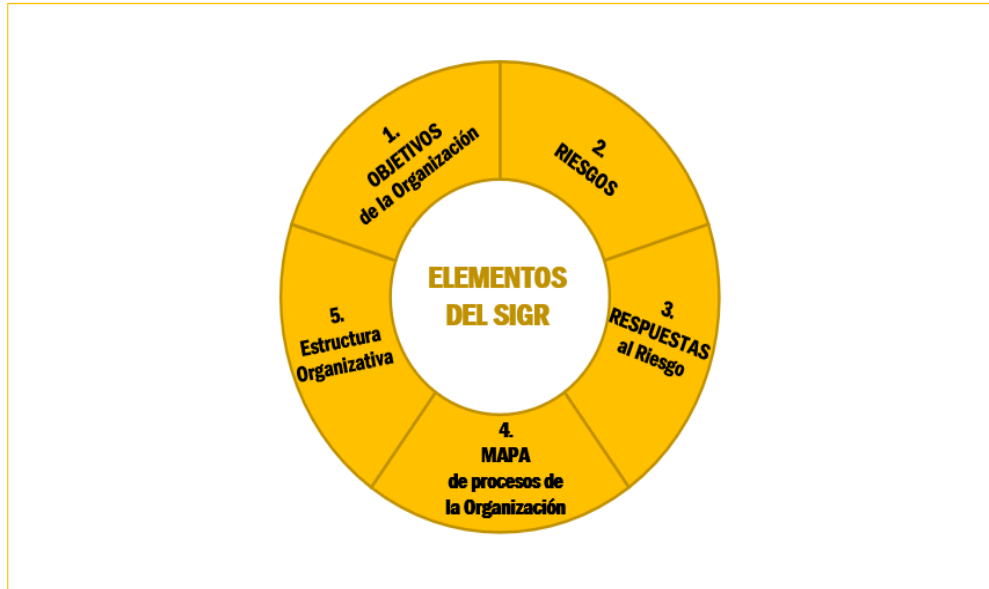 1.
OBJETIVOS
de la Organización
2.
RIESGOS
ELEMENTOS
DEL SIGR
3.
RESPUESTAS
al Riesgo
4.
MAPA
de procesos de
la Organización
5.
Estructura
Organizativa